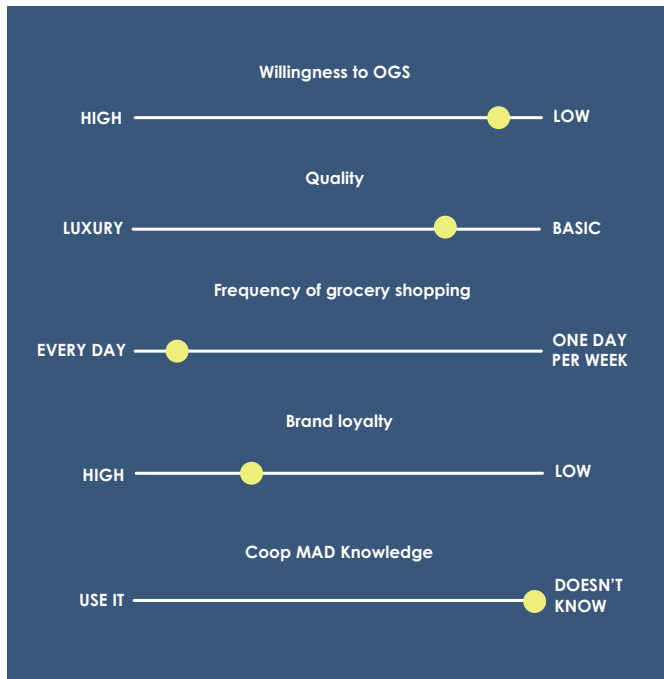 Willingness to OGS
HIGH
LOW
Quality
LUXURY
BASIC
Frequency of grocery shopping
EVERY DAY
ONE DAY
PER WEEK
Brand loyalty
HIGH
LOW
Coop MAD Knowledge
USE IT
DOESN'T
KNOW